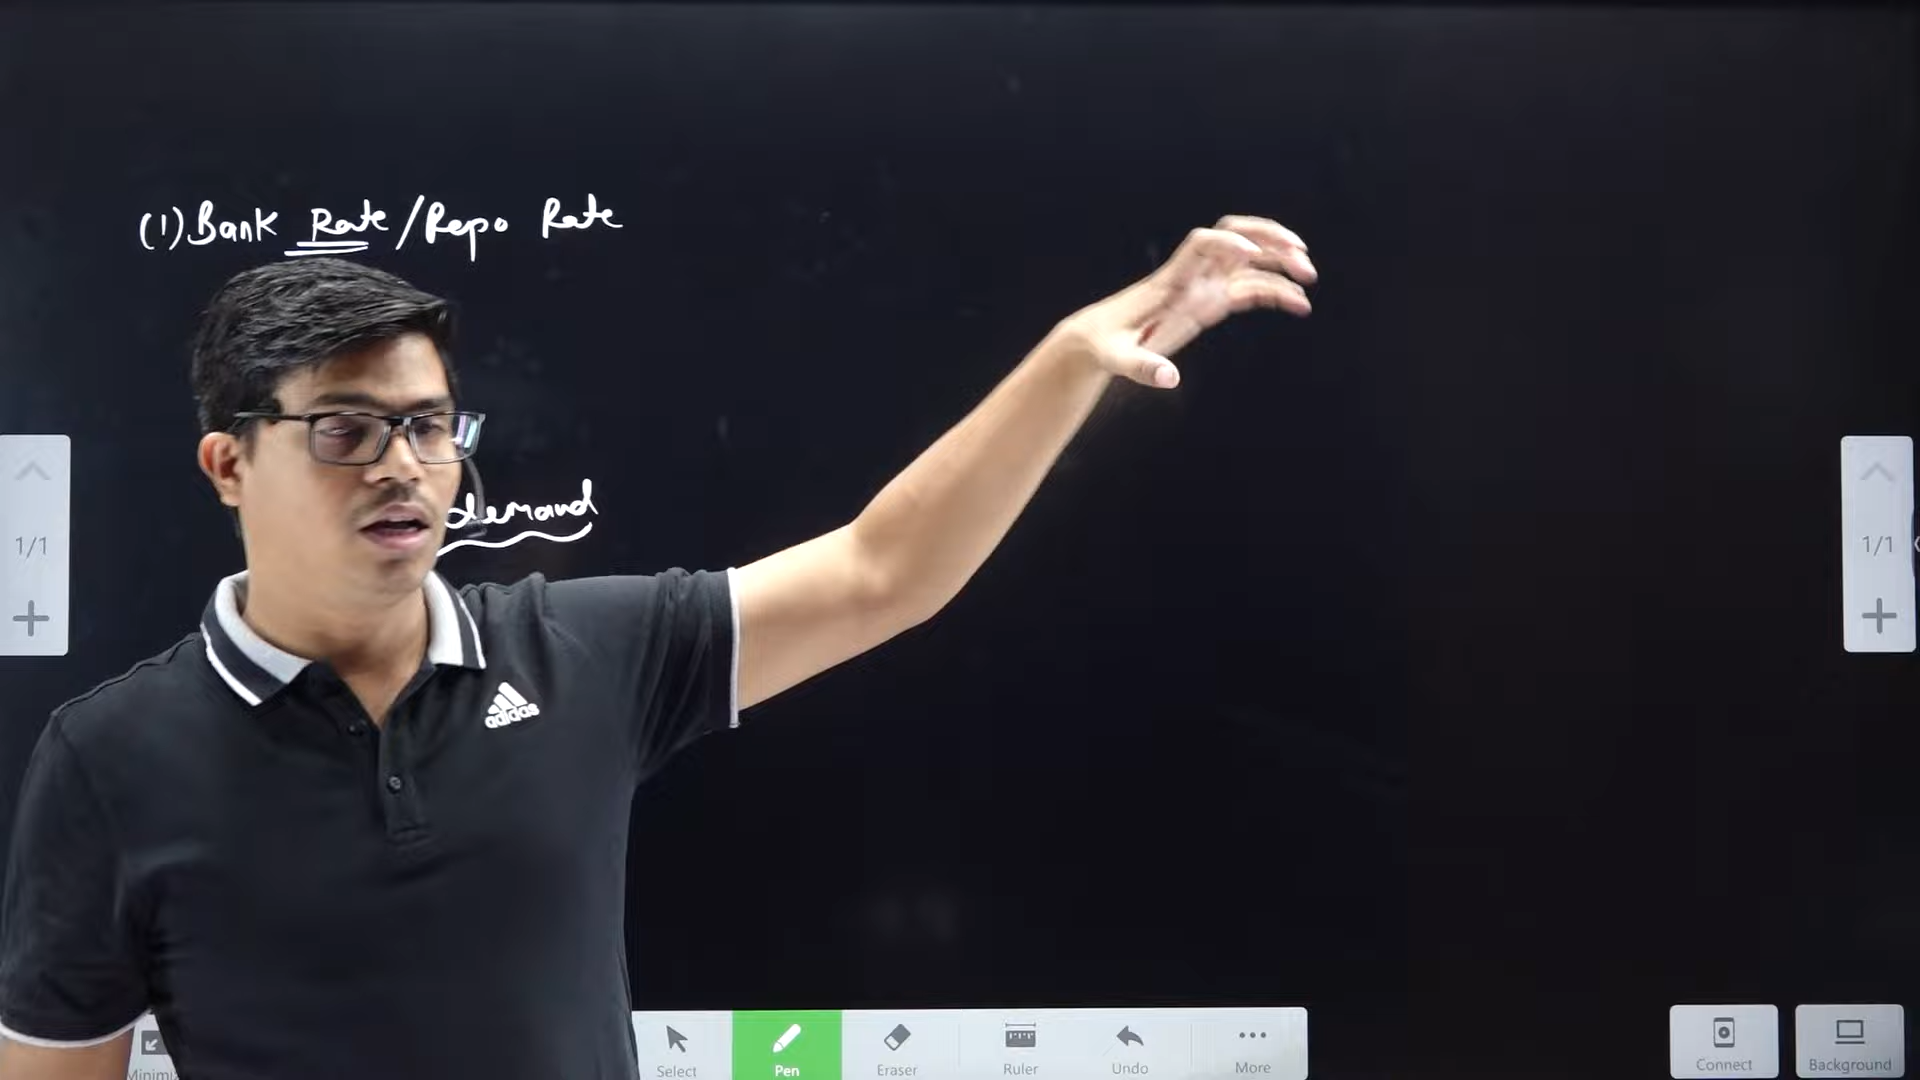 (1) Bank Rate / Repo Rate
demand
adidas
1/1
1/1
Select
Pen
Eraser
Ruler
Undo
More
Connect
Background